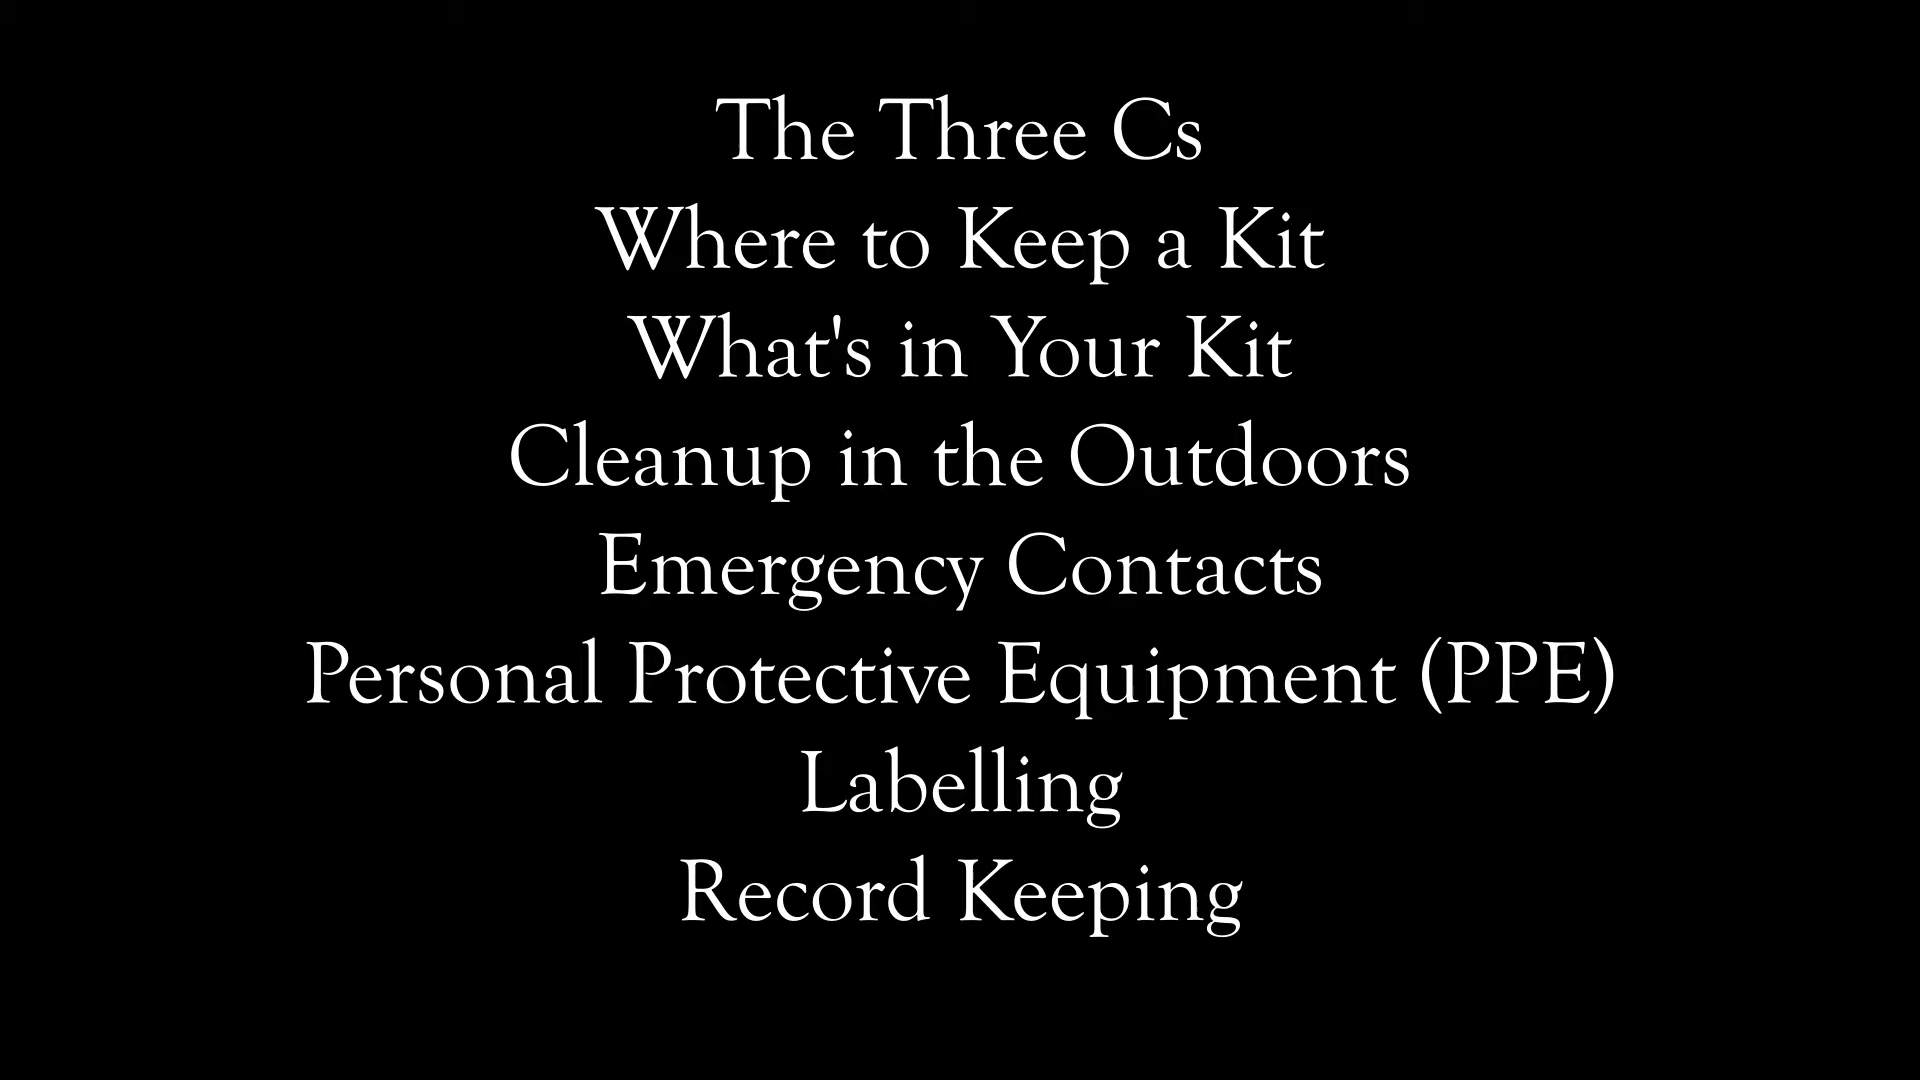 The Three Cs
Where to Keep a Kit
What's in Your Kit
Cleanup in the Outdoors
Emergency Contacts
Personal Protective Equipment (PPE)
Labelling
Record Keeping